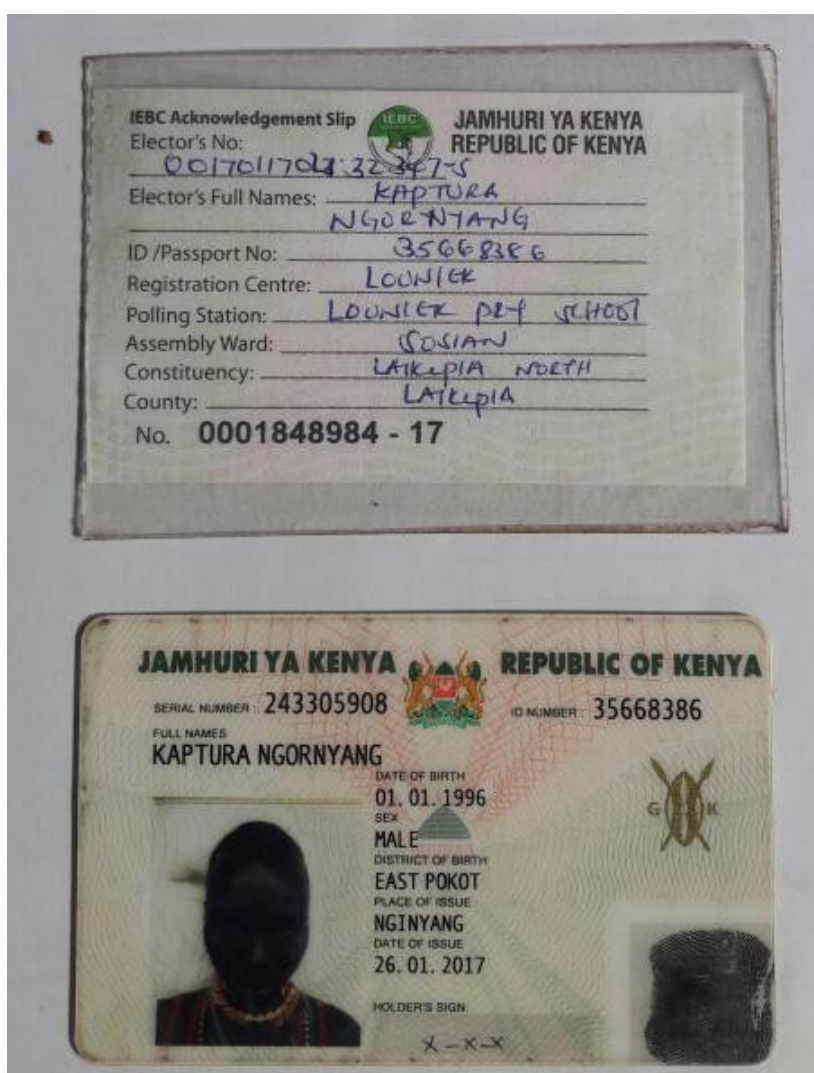 IEBC Acknowledgement Slip
IEBC
JAMHURI YA KENYA
REPUBLIC OF KENYA
Elector's No:
Elector's Full Names: KAPTURA
NGORNYANG
ID /Passport No: 35668386
Registration Centre: LOUNIEK
Polling Station: LOUNIEK PRY SCHOOL
Assembly Ward: SOSIAN
Constituency: LAIKIPIA NORTH
County: LAIKIPIA
No. 0001848984 - 17
JAMHURI YA KENYA REPUBLIC OF KENYA
SERIAL NUMBER: 243305908 ID NUMBER: 35668386
FULL NAMES
KAPTURA NGORNYANG
DATE OF BIRTH
01. 01. 1996
SEX
MALE
DISTRICT OF BIRTH
EAST POKOT
PLACE OF ISSUE
NGINYANG
DATE OF ISSUE
26. 01. 2017
HOLDER'S SIGN.
X-X-X
G K